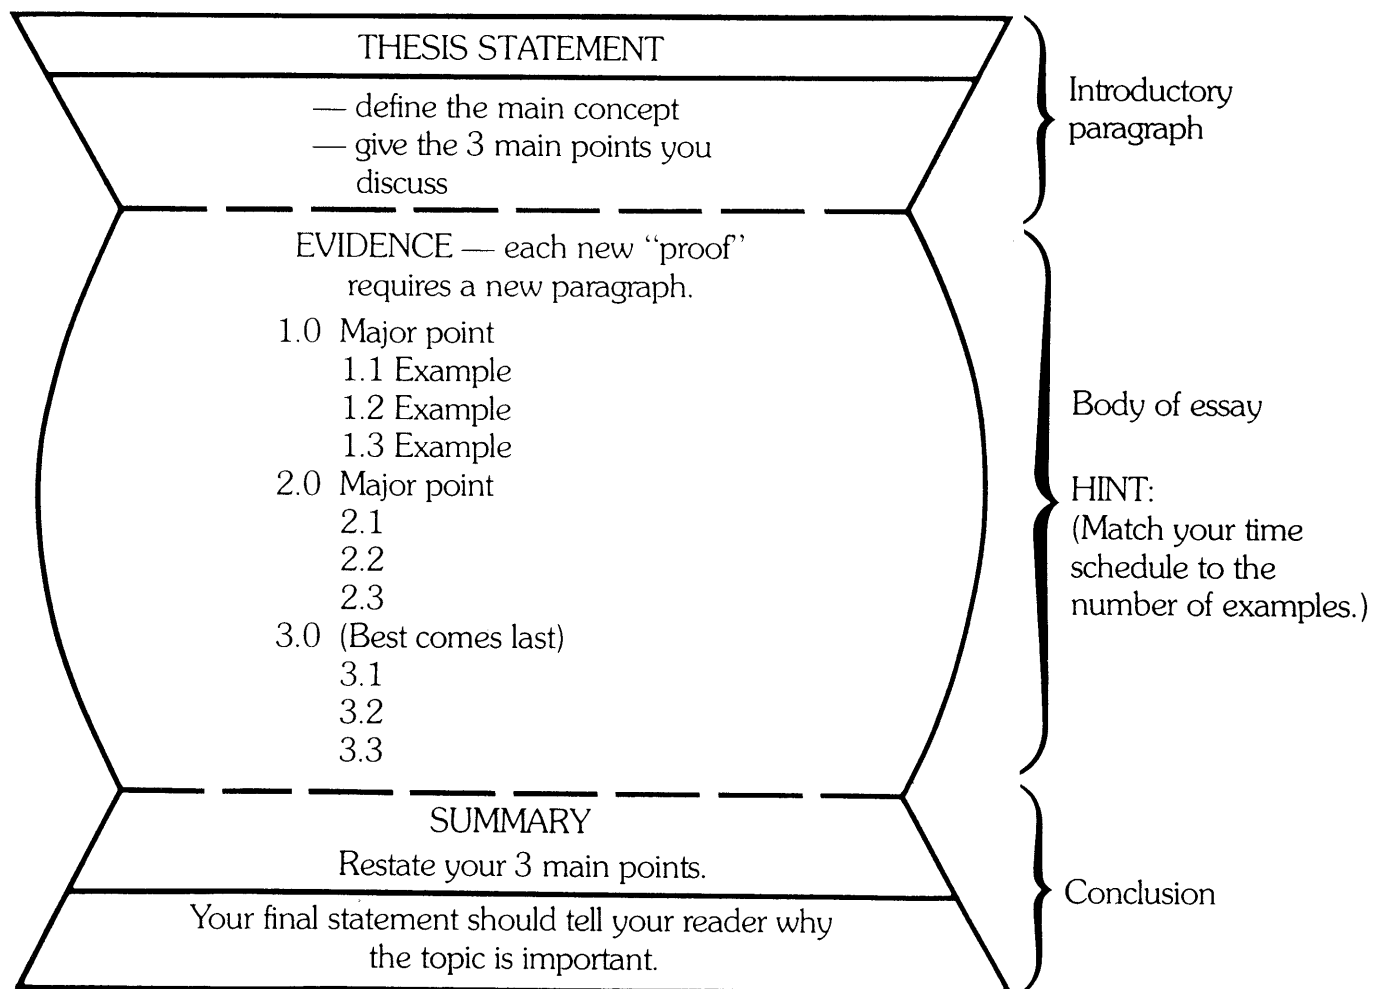 THESIS STATEMENT
— define the main concept
— give the 3 main points you
discuss
Introductory
paragraph
EVIDENCE — each new “proof”
requires a new paragraph.
1.0 Major point
1.1 Example
1.2 Example
1.3 Example
2.0 Major point
2.1
2.2
2.3
3.0 (Best comes last)
3.1
3.2
3.3
Body of essay
HINT:
(Match your time
schedule to the
number of examples.)
SUMMARY
Restate your 3 main points.
Your final statement should tell your reader why
the topic is important.
Conclusion